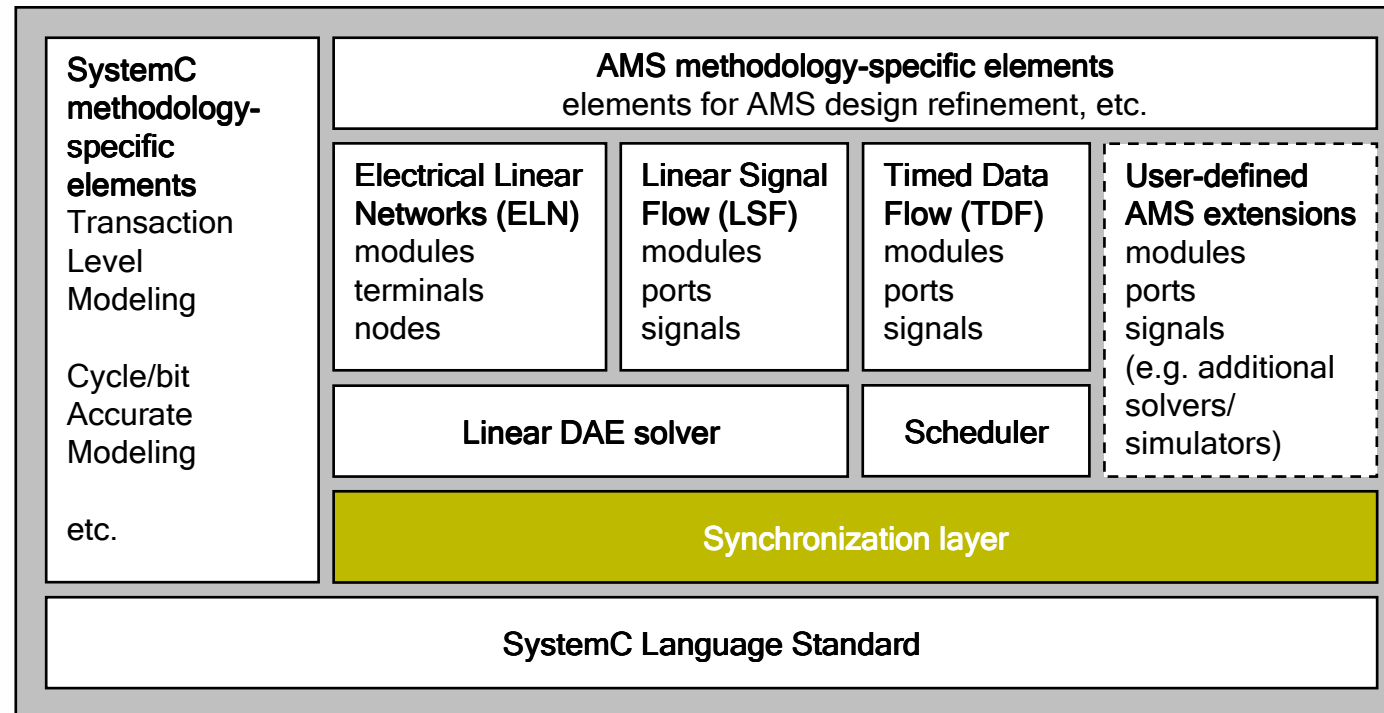 SystemC
methodology-
specific
elements
Transaction
Level
Modeling
Cycle/bit
Accurate
Modeling
etc.
AMS methodology-specific elements
elements for AMS design refinement, etc.
Electrical Linear
Networks (ELN)
modules
terminals
nodes
Linear Signal
Flow (LSF)
modules
ports
signals
Timed Data
Flow (TDF)
modules
ports
signals
User-defined
AMS extensions
modules
ports
signals
(e.g. additional
solvers/
simulators)
Linear DAE solver
Scheduler
Synchronization layer
SystemC Language Standard